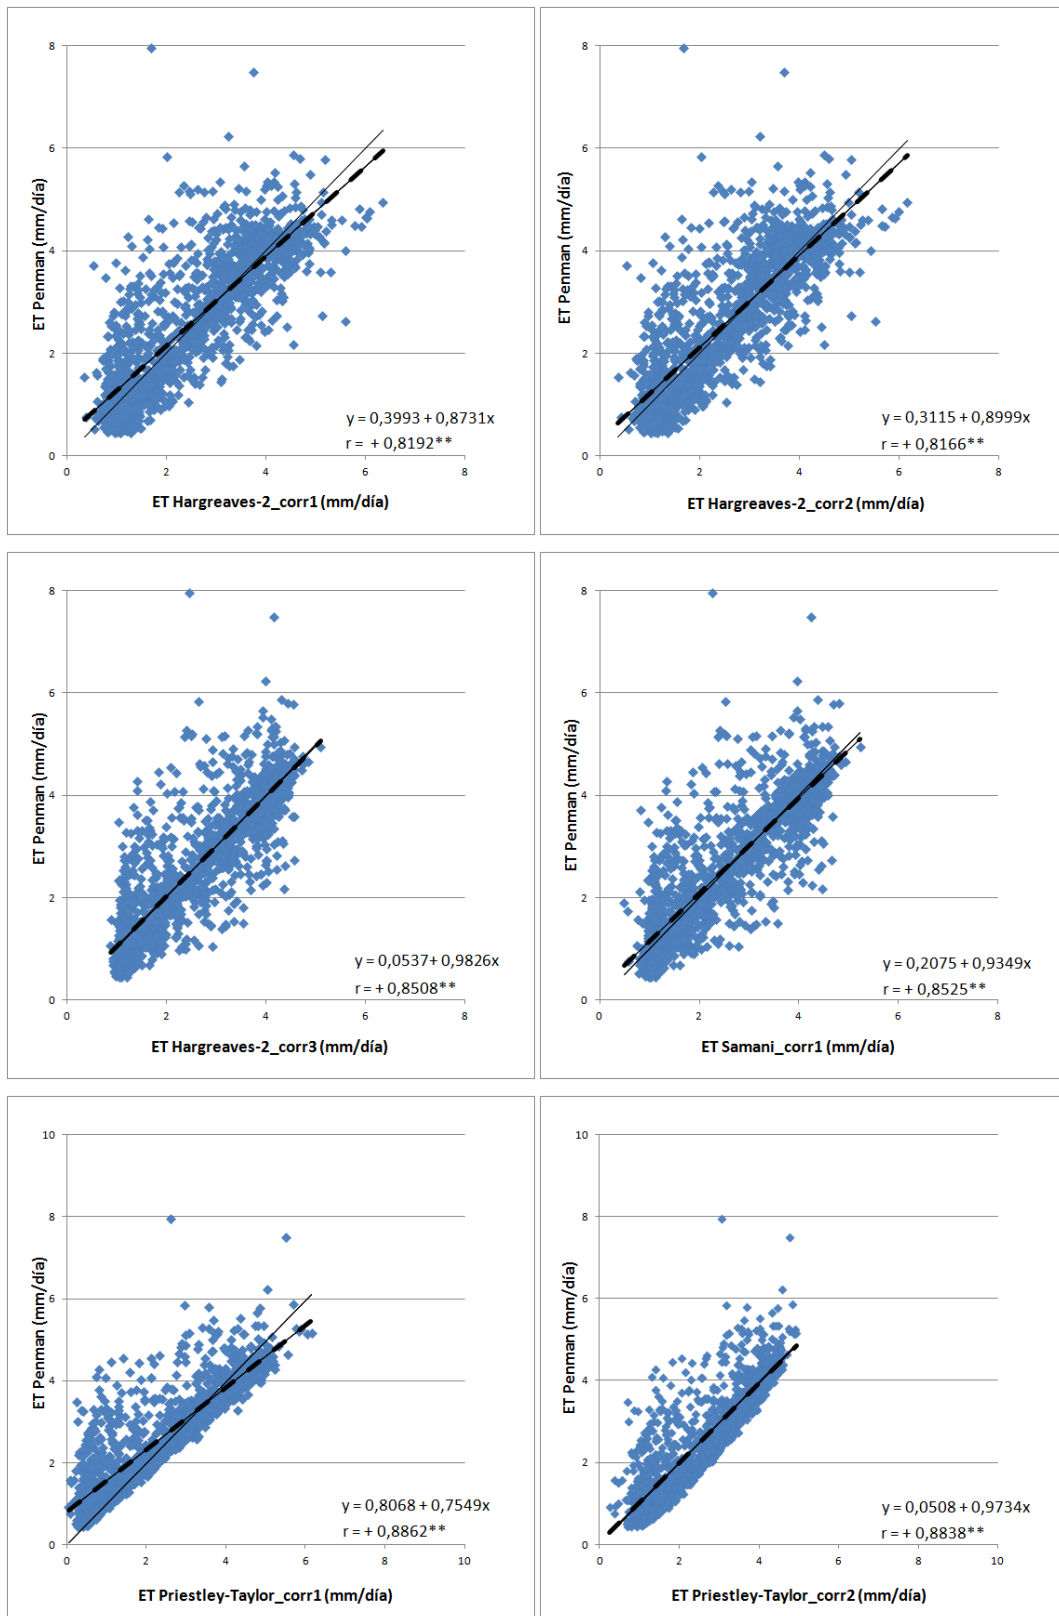 8
6
4
2
0
0 2 4 6 8
ET Penman (mm/día)
y = 0,3993 + 0,8731x
r = + 0,8192**
ET Hargreaves-2_corr1 (mm/día)
8
6
4
2
0
0 2 4 6 8
ET Penman (mm/día)
y = 0,3115 + 0,8999x
r = + 0,8166**
ET Hargreaves-2_corr2 (mm/día)
8
6
4
2
0
0 2 4 6 8
ET Penman (mm/día)
y = 0,0537+ 0,9826x
r = + 0,8508**
ET Hargreaves-2_corr3 (mm/día)
8
6
4
2
0
0 2 4 6 8
ET Penman (mm/día)
y = 0,2075 + 0,9349x
r = + 0,8525**
ET Samani_corr1 (mm/día)
10
8
6
4
2
0
0 2 4 6 8 10
ET Penman (mm/día)
y = 0,8068 + 0,7549x
r = + 0,8862**
ET Priestley-Taylor_corr1 (mm/día)
10
8
6
4
2
0
0 2 4 6 8 10
ET Penman (mm/día)
y = 0,0508 + 0,9734x
r = + 0,8838**
ET Priestley-Taylor_corr2 (mm/día)